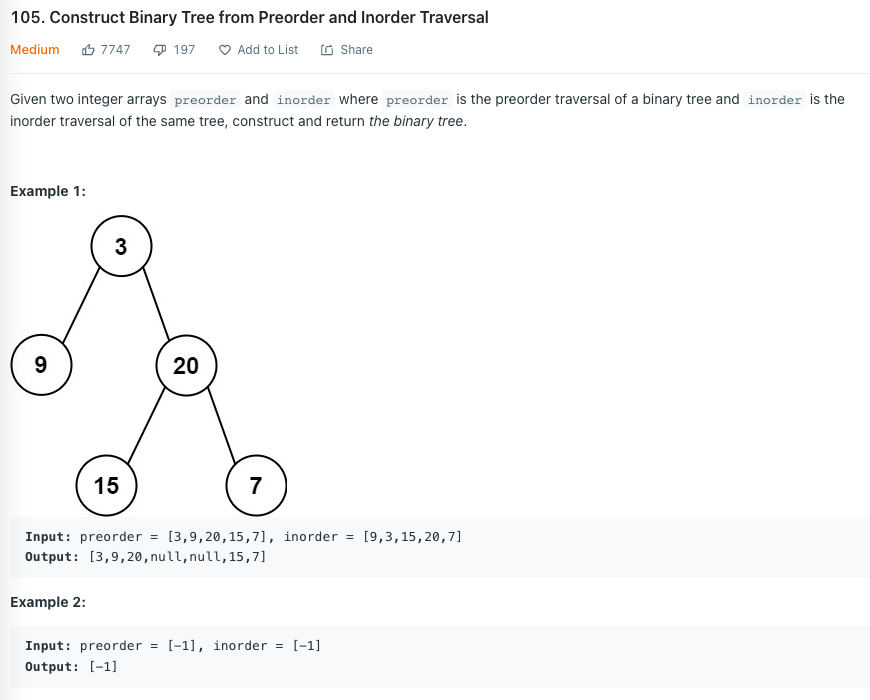 105. Construct Binary Tree from Preorder and Inorder Traversal
Medium 7747 197 Add to List Share
Given two integer arrays preorder and inorder where preorder is the preorder traversal of a binary tree and inorder is the
inorder traversal of the same tree, construct and return the binary tree.
Example 1:
3
9 20
15 7
Input: preorder = [3,9,20,15,7], inorder = [9,3,15,20,7]
Output: [3,9,20,null,null,15,7]
Example 2:
Input: preorder = [-1], inorder = [-1]
Output: [-1]